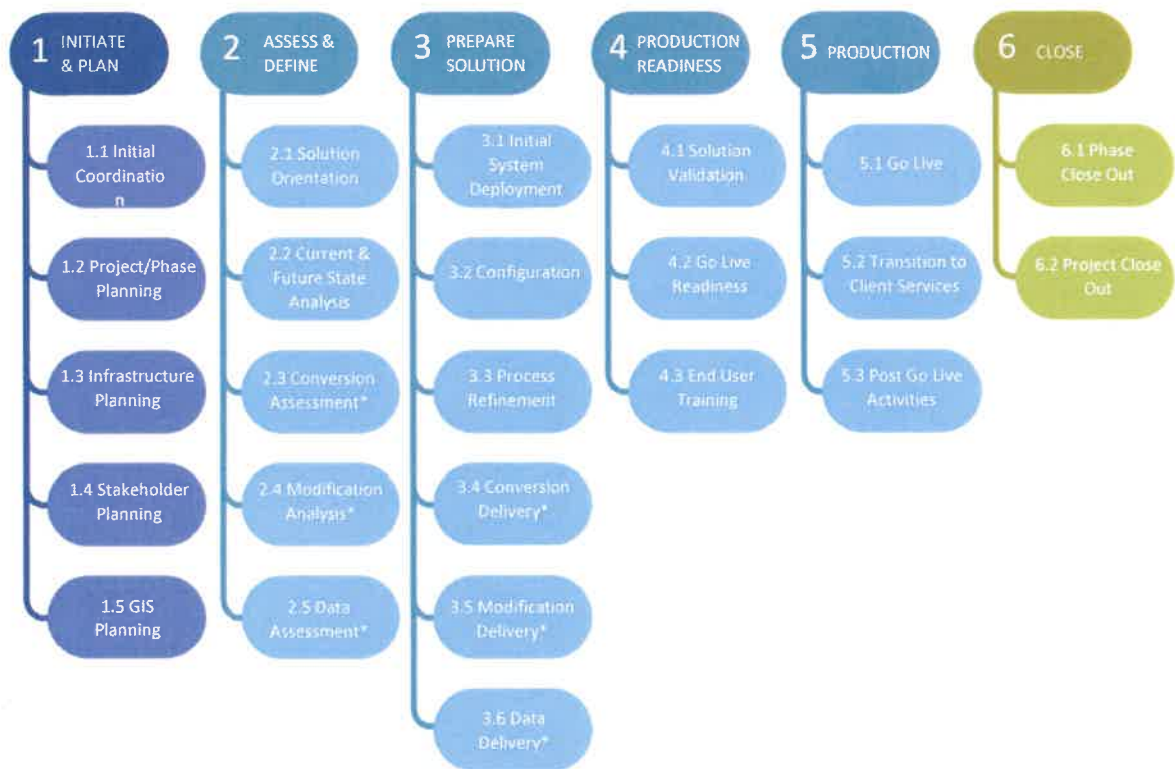 1 INITIATE
& PLAN
1.1 Initial
Coordinatio
n
1.2 Project/Phase
Planning
1.3 Infrastructure
Planning
1.4 Stakeholder
Planning
1.5 GIS
Planning
2 ASSESS &
DEFINE
2.1 Solution
Orientation
2.2 Current &
Future State
Analysis
2.3 Conversion
Assessment*
2.4 Modification
Analysis*
2.5 Data
Assessment*
3 PREPARE
SOLUTION
3.1 Initial
System
Deployment
3.2 Configuration
3.3 Process
Refinement
3.4 Conversion
Delivery*
3.5 Modification
Delivery*
3.6 Data
Delivery*
4 PRODUCTION
READINESS
4.1 Solution
Validation
4.2 Go Live
Readiness
4.3 End User
Training
5 PRODUCTION
5.1 Go Live
5.2 Transition to
Client Services
5.3 Post Go Live
Activities
6 CLOSE
6.1 Phase
Close Out
6.2 Project Close
Out